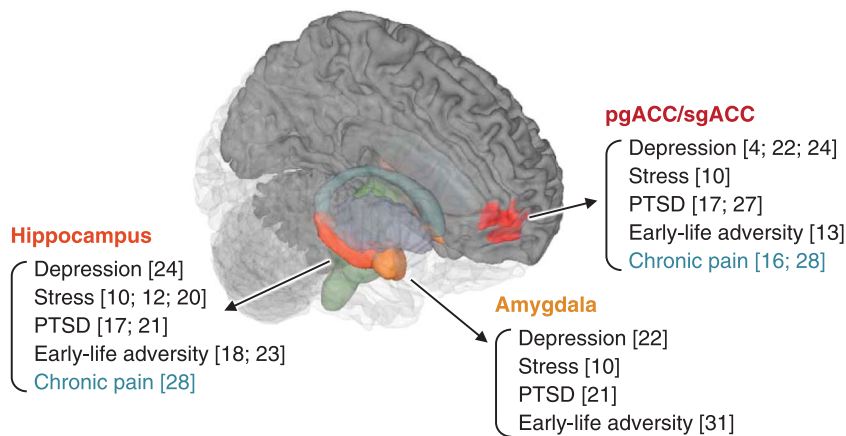 pgACC/sgACC
Depression [4; 22; 24]
Stress [10]
PTSD [17; 27]
Early-life adversity [13]
Chronic pain [16; 28]
Hippocampus
Depression [24]
Stress [10; 12; 20]
PTSD [17; 21]
Early-life adversity [18; 23]
Chronic pain [28]
Amygdala
Depression [22]
Stress [10]
PTSD [21]
Early-life adversity [31]